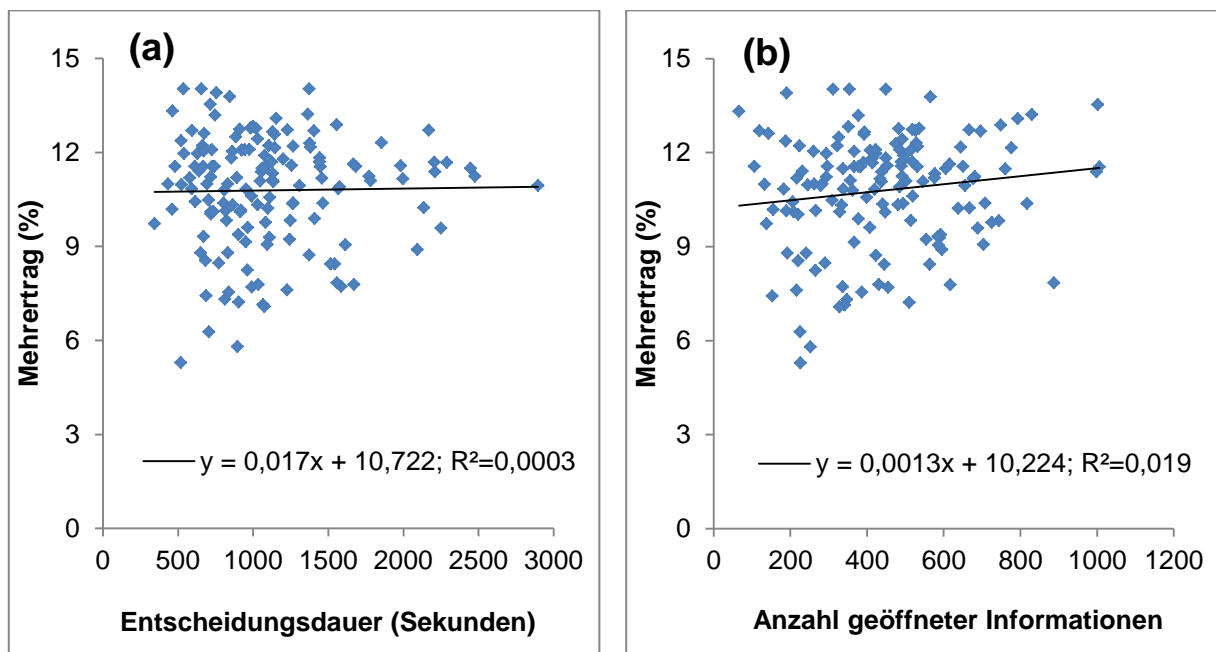 (a)
15
12
9
6
3
0
Mehrertrag (%)
y = 0,017x + 10,722; R²=0,0003
0 500 1000 1500 2000 2500 3000
Entscheidungsdauer (Sekunden)
(b)
15
12
9
6
3
0
Mehrertrag (%)
y = 0,0013x + 10,224; R²=0,019
0 200 400 600 800 1000 1200
Anzahl geöffneter Informationen